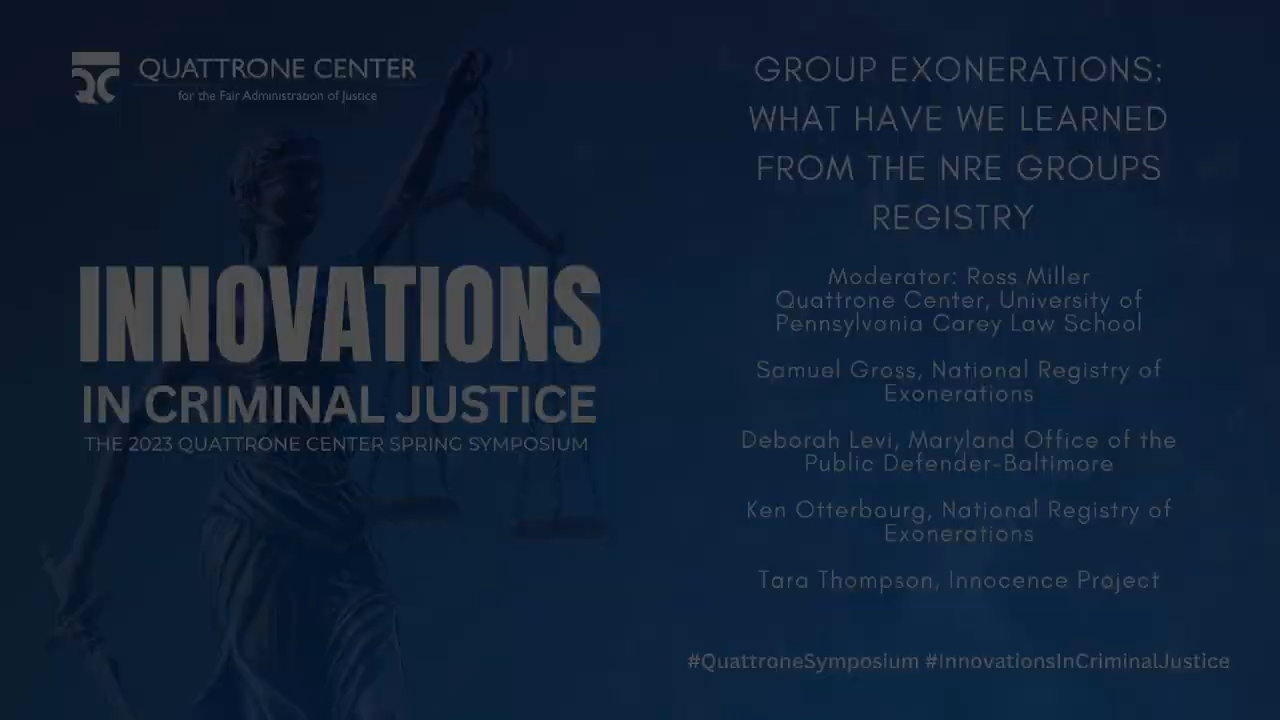 QUATTRONE CENTER
for the Fair Administration of Justice
INNOVATIONS
IN CRIMINAL JUSTICE
THE 2023 QUATTRONE CENTER SPRING SYMPOSIUM
GROUP EXONERATIONS:
WHAT HAVE WE LEARNED
FROM THE NRE GROUPS
REGISTRY
Moderator: Ross Miller
Quattrone Center, University of
Pennsylvania Carey Law School
Samuel Gross, National Registry of
Exonerations
Deborah Levi, Maryland Office of the
Public Defender-Baltimore
Ken Otterbourg, National Registry of
Exonerations
Tara Thompson, Innocence Project
#QuattroneSymposium #InnovationsInCriminalJustice